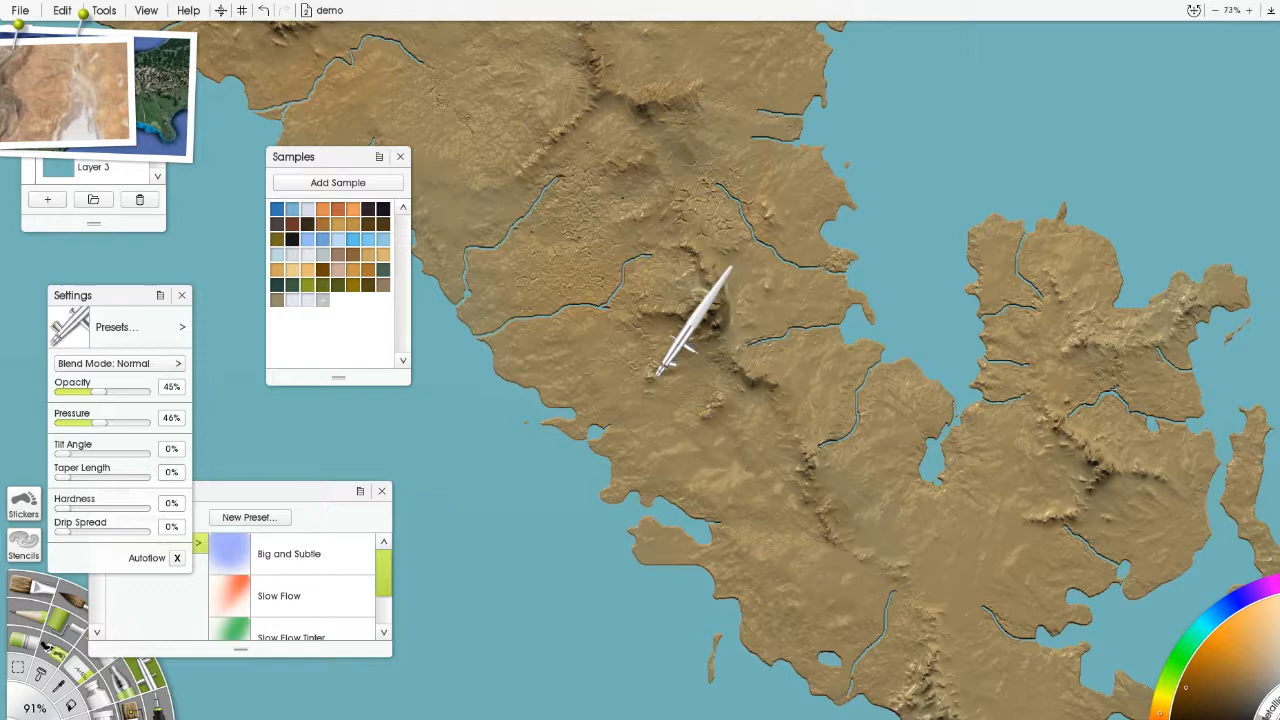 File Edit Tools View Help demo 73%
Layer 3
Samples
Add Sample
Settings
Presets...
Blend Mode: Normal
Opacity
45%
Pressure
46%
Tilt Angle
0%
Taper Length
0%
Hardness
0%
Drip Spread
0%
Autoflow X
Stickers
Stencils
New Preset...
Big and Subtle
Slow Flow
Slow Flow Tinter
91%